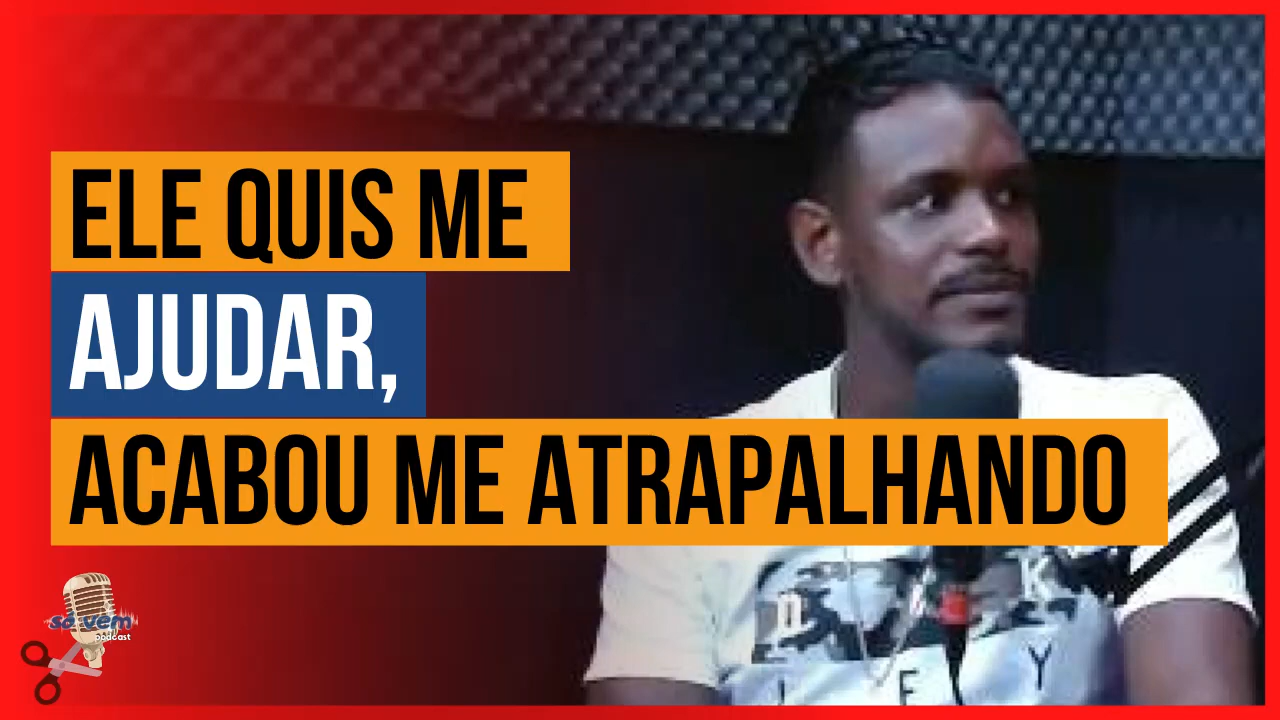 ELE QUIS ME
AJUDAR,
ACABOU ME ATRAPALHANDO
só vem
podcast